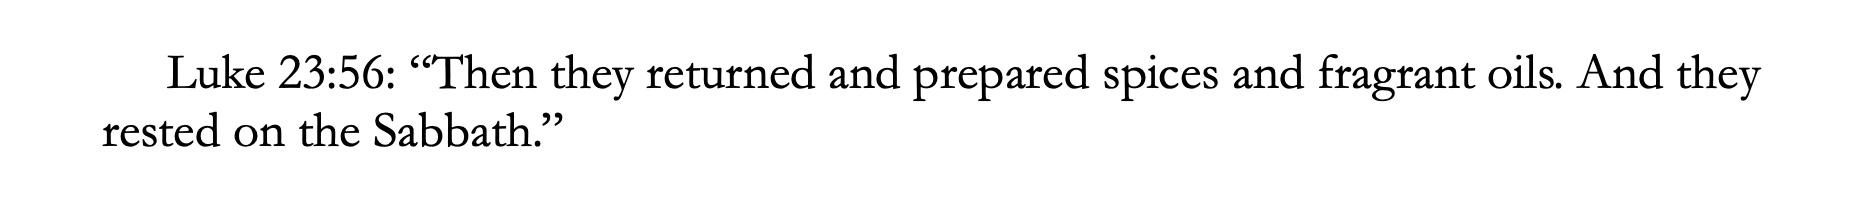 Luke 23:56: “Then they returned and prepared spices and fragrant oils. And they
rested on the Sabbath.”